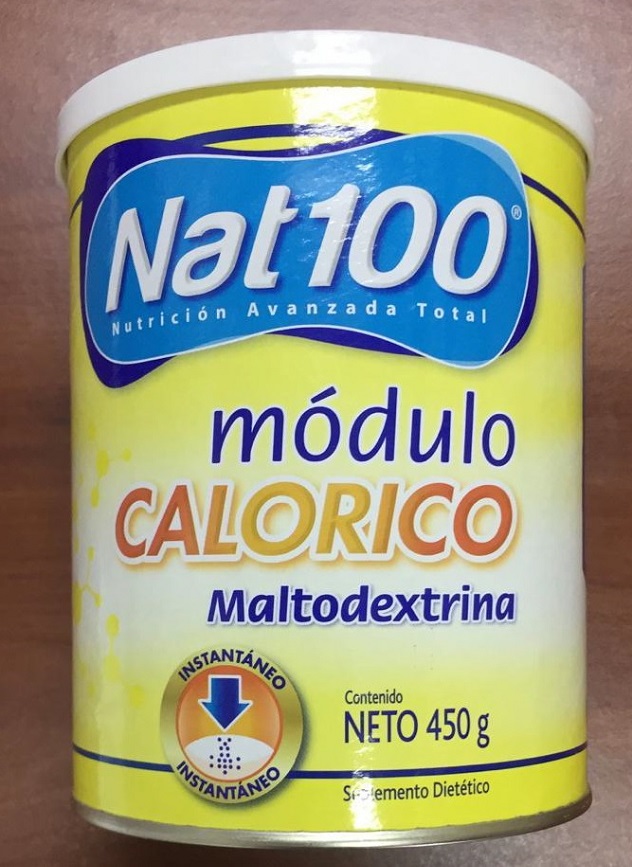 Nat100®
Nutrición Avanzada Total
módulo
CALORICO
Maltodextrina
INSTANTÁNEO
INSTANTÁNEO
Contenido
NETO 450 g
Dietético